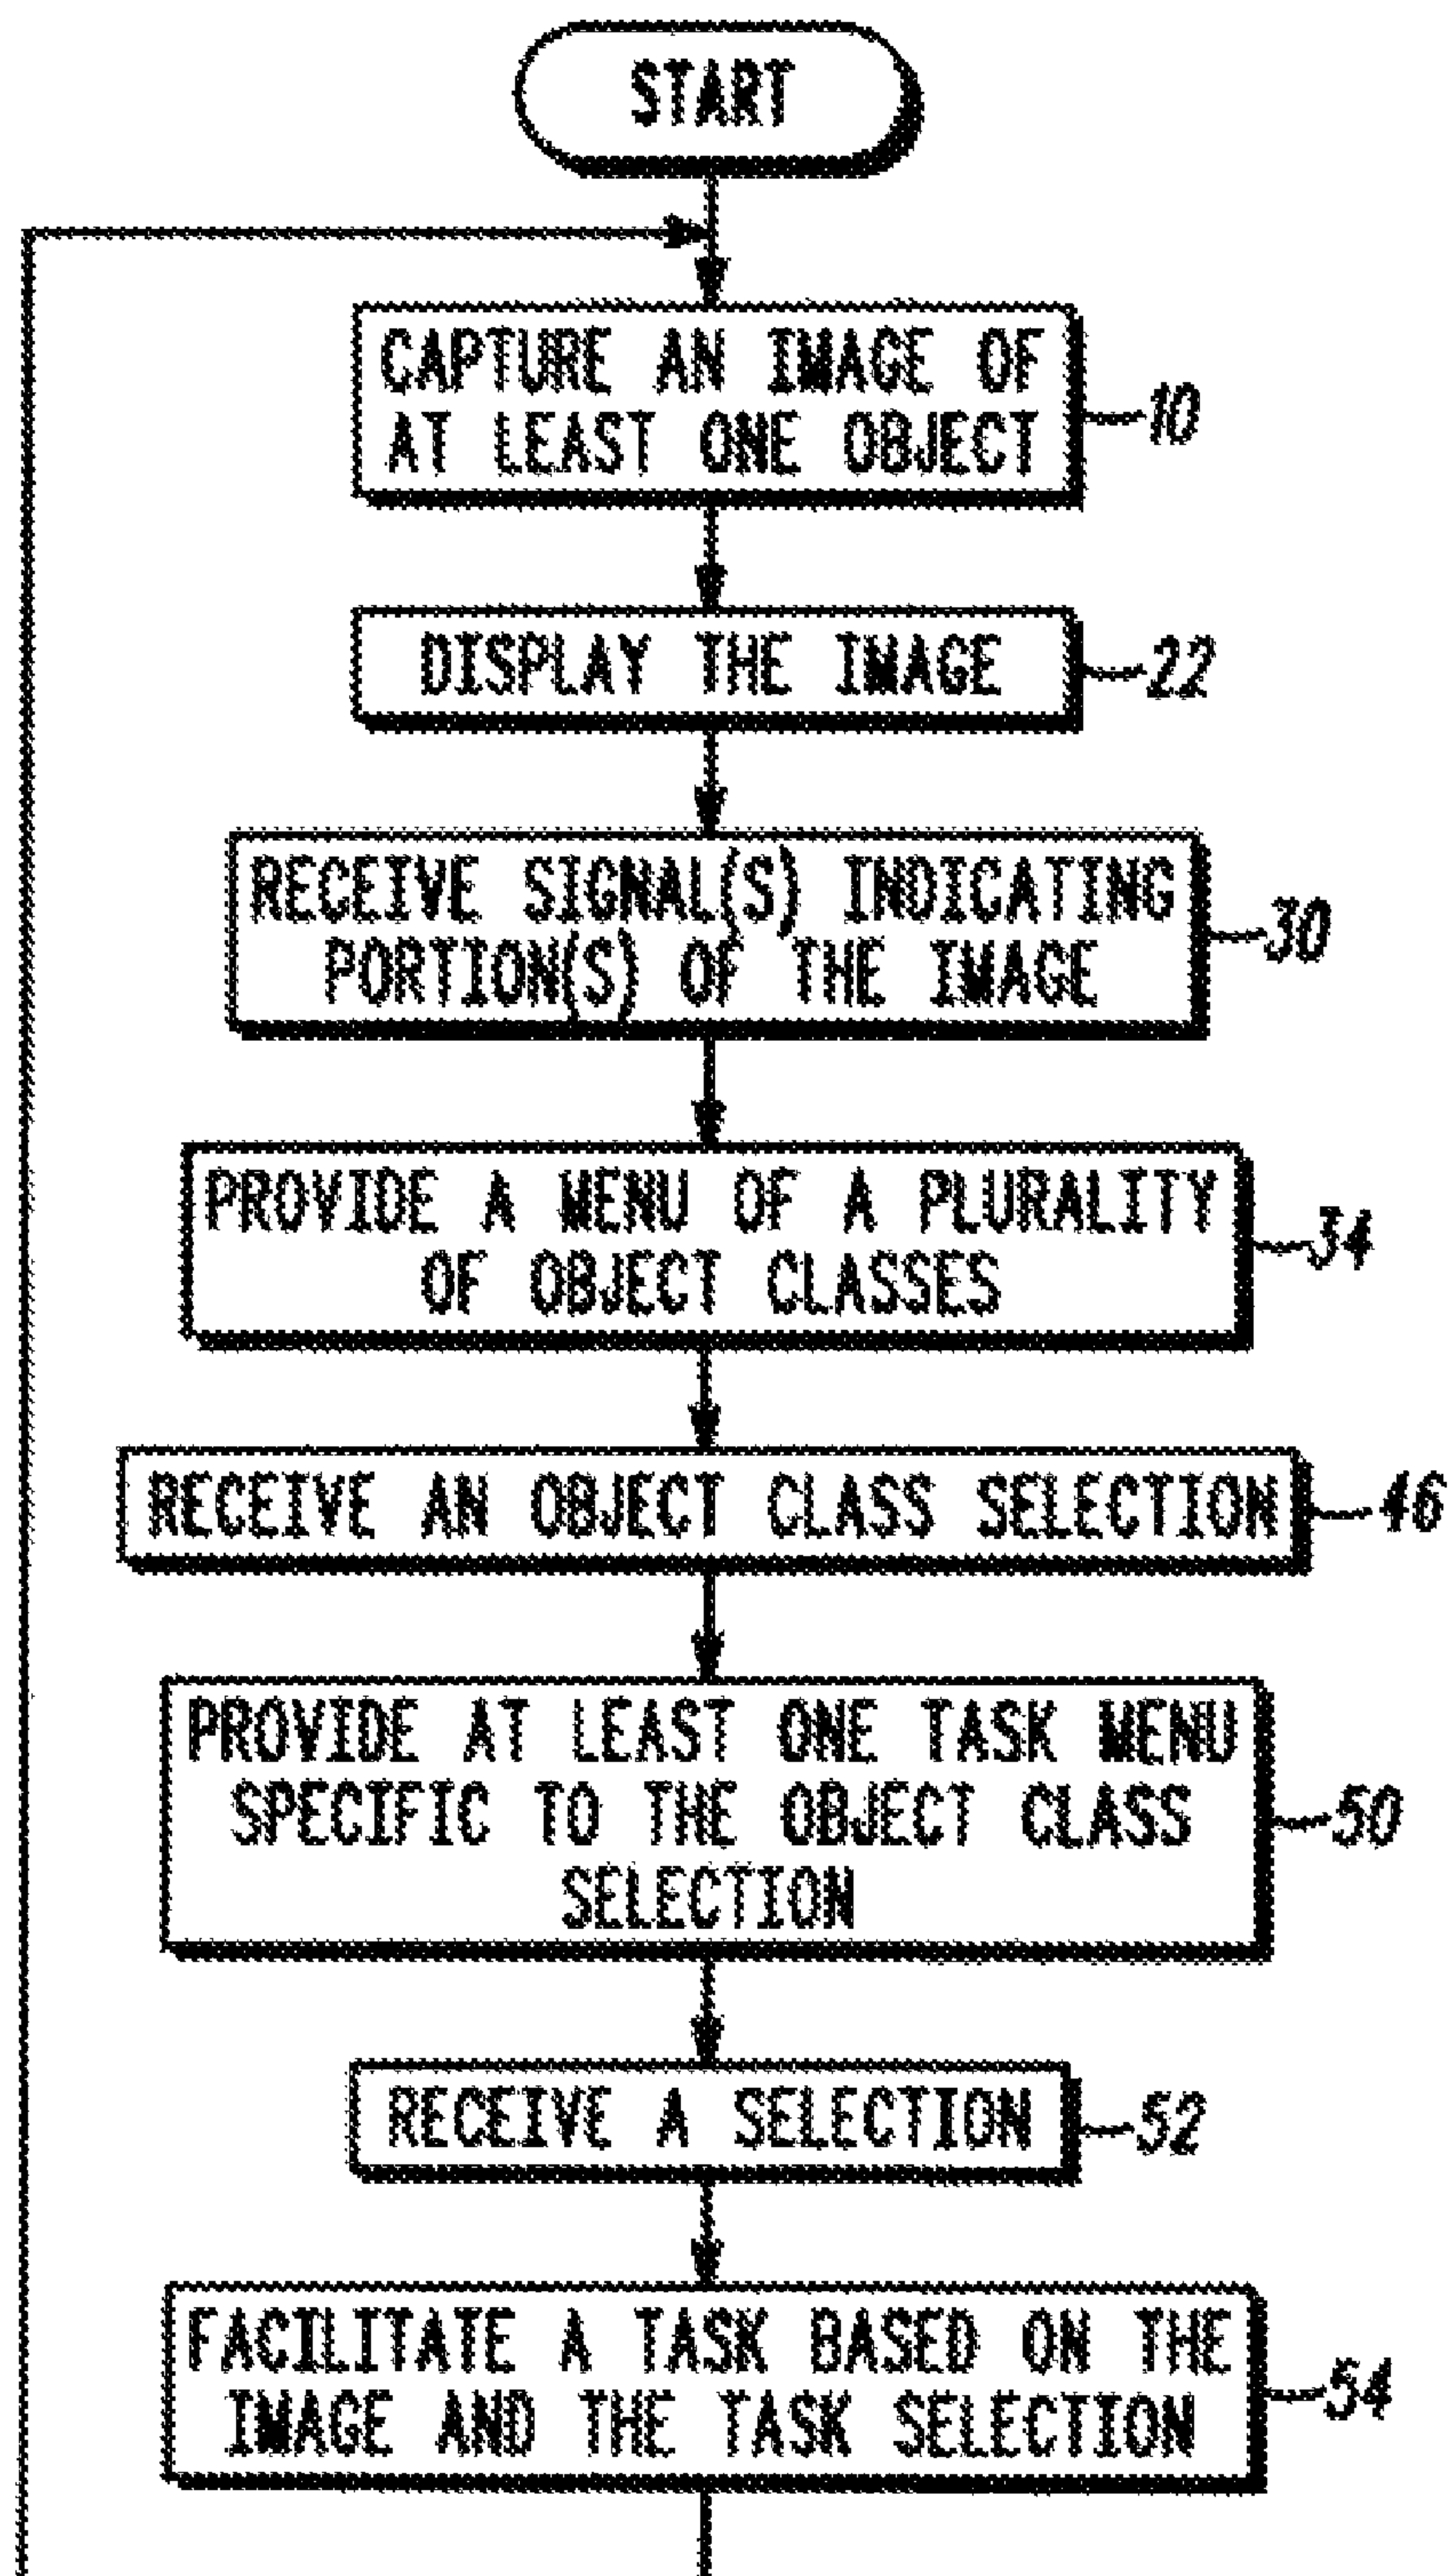 START
CAPTURE AN IMAGE OF
AT LEAST ONE OBJECT
10
DISPLAY THE IMAGE
22
RECEIVE SIGNAL(S) INDICATING
PORTION(S) OF THE IMAGE
30
PROVIDE A MENU OF A PLURALITY
OF OBJECT CLASSES
34
RECEIVE AN OBJECT CLASS SELECTION
46
PROVIDE AT LEAST ONE TASK MENU
SPECIFIC TO THE OBJECT CLASS
SELECTION
50
RECEIVE A SELECTION
52
FACILITATE A TASK BASED ON THE
IMAGE AND THE TASK SELECTION
54